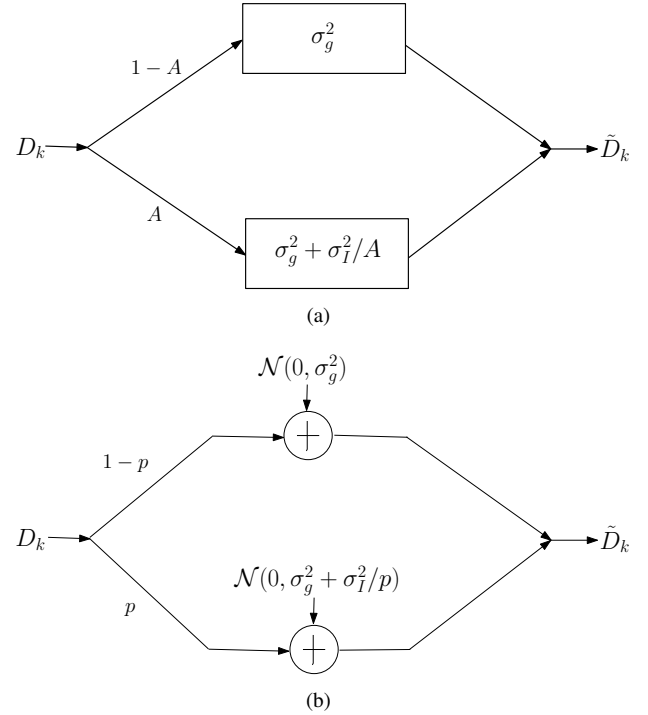 σ_g^2
1 − A
D_k
D̃_k
A
σ_g^2 + σ_I^2/A
(a)
𝒩(0, σ_g^2)
1 − p
D_k
D̃_k
𝒩(0, σ_g^2 + σ_I^2/p)
p
(b)